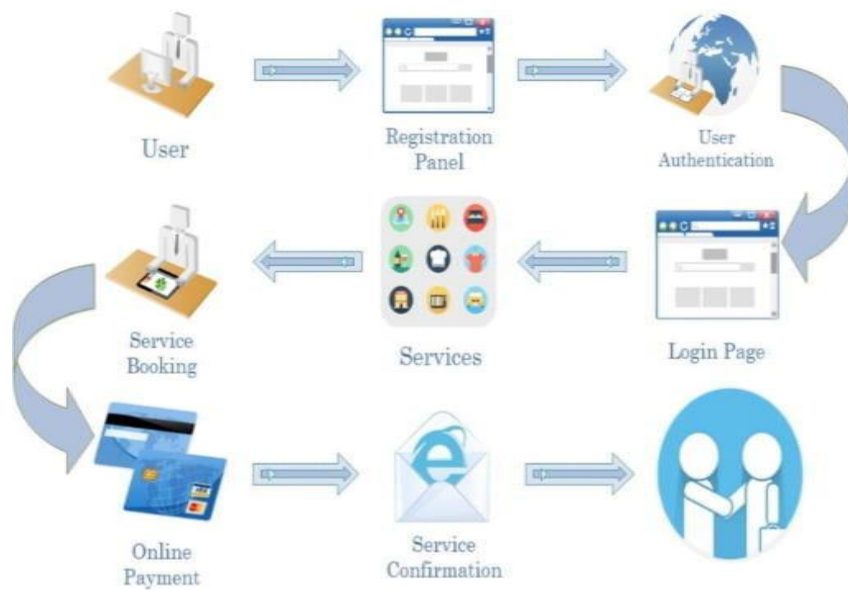 User
Registration
Panel
User
Authentication
Service
Booking
Services
Login Page
Online
Payment
Service
Confirmation